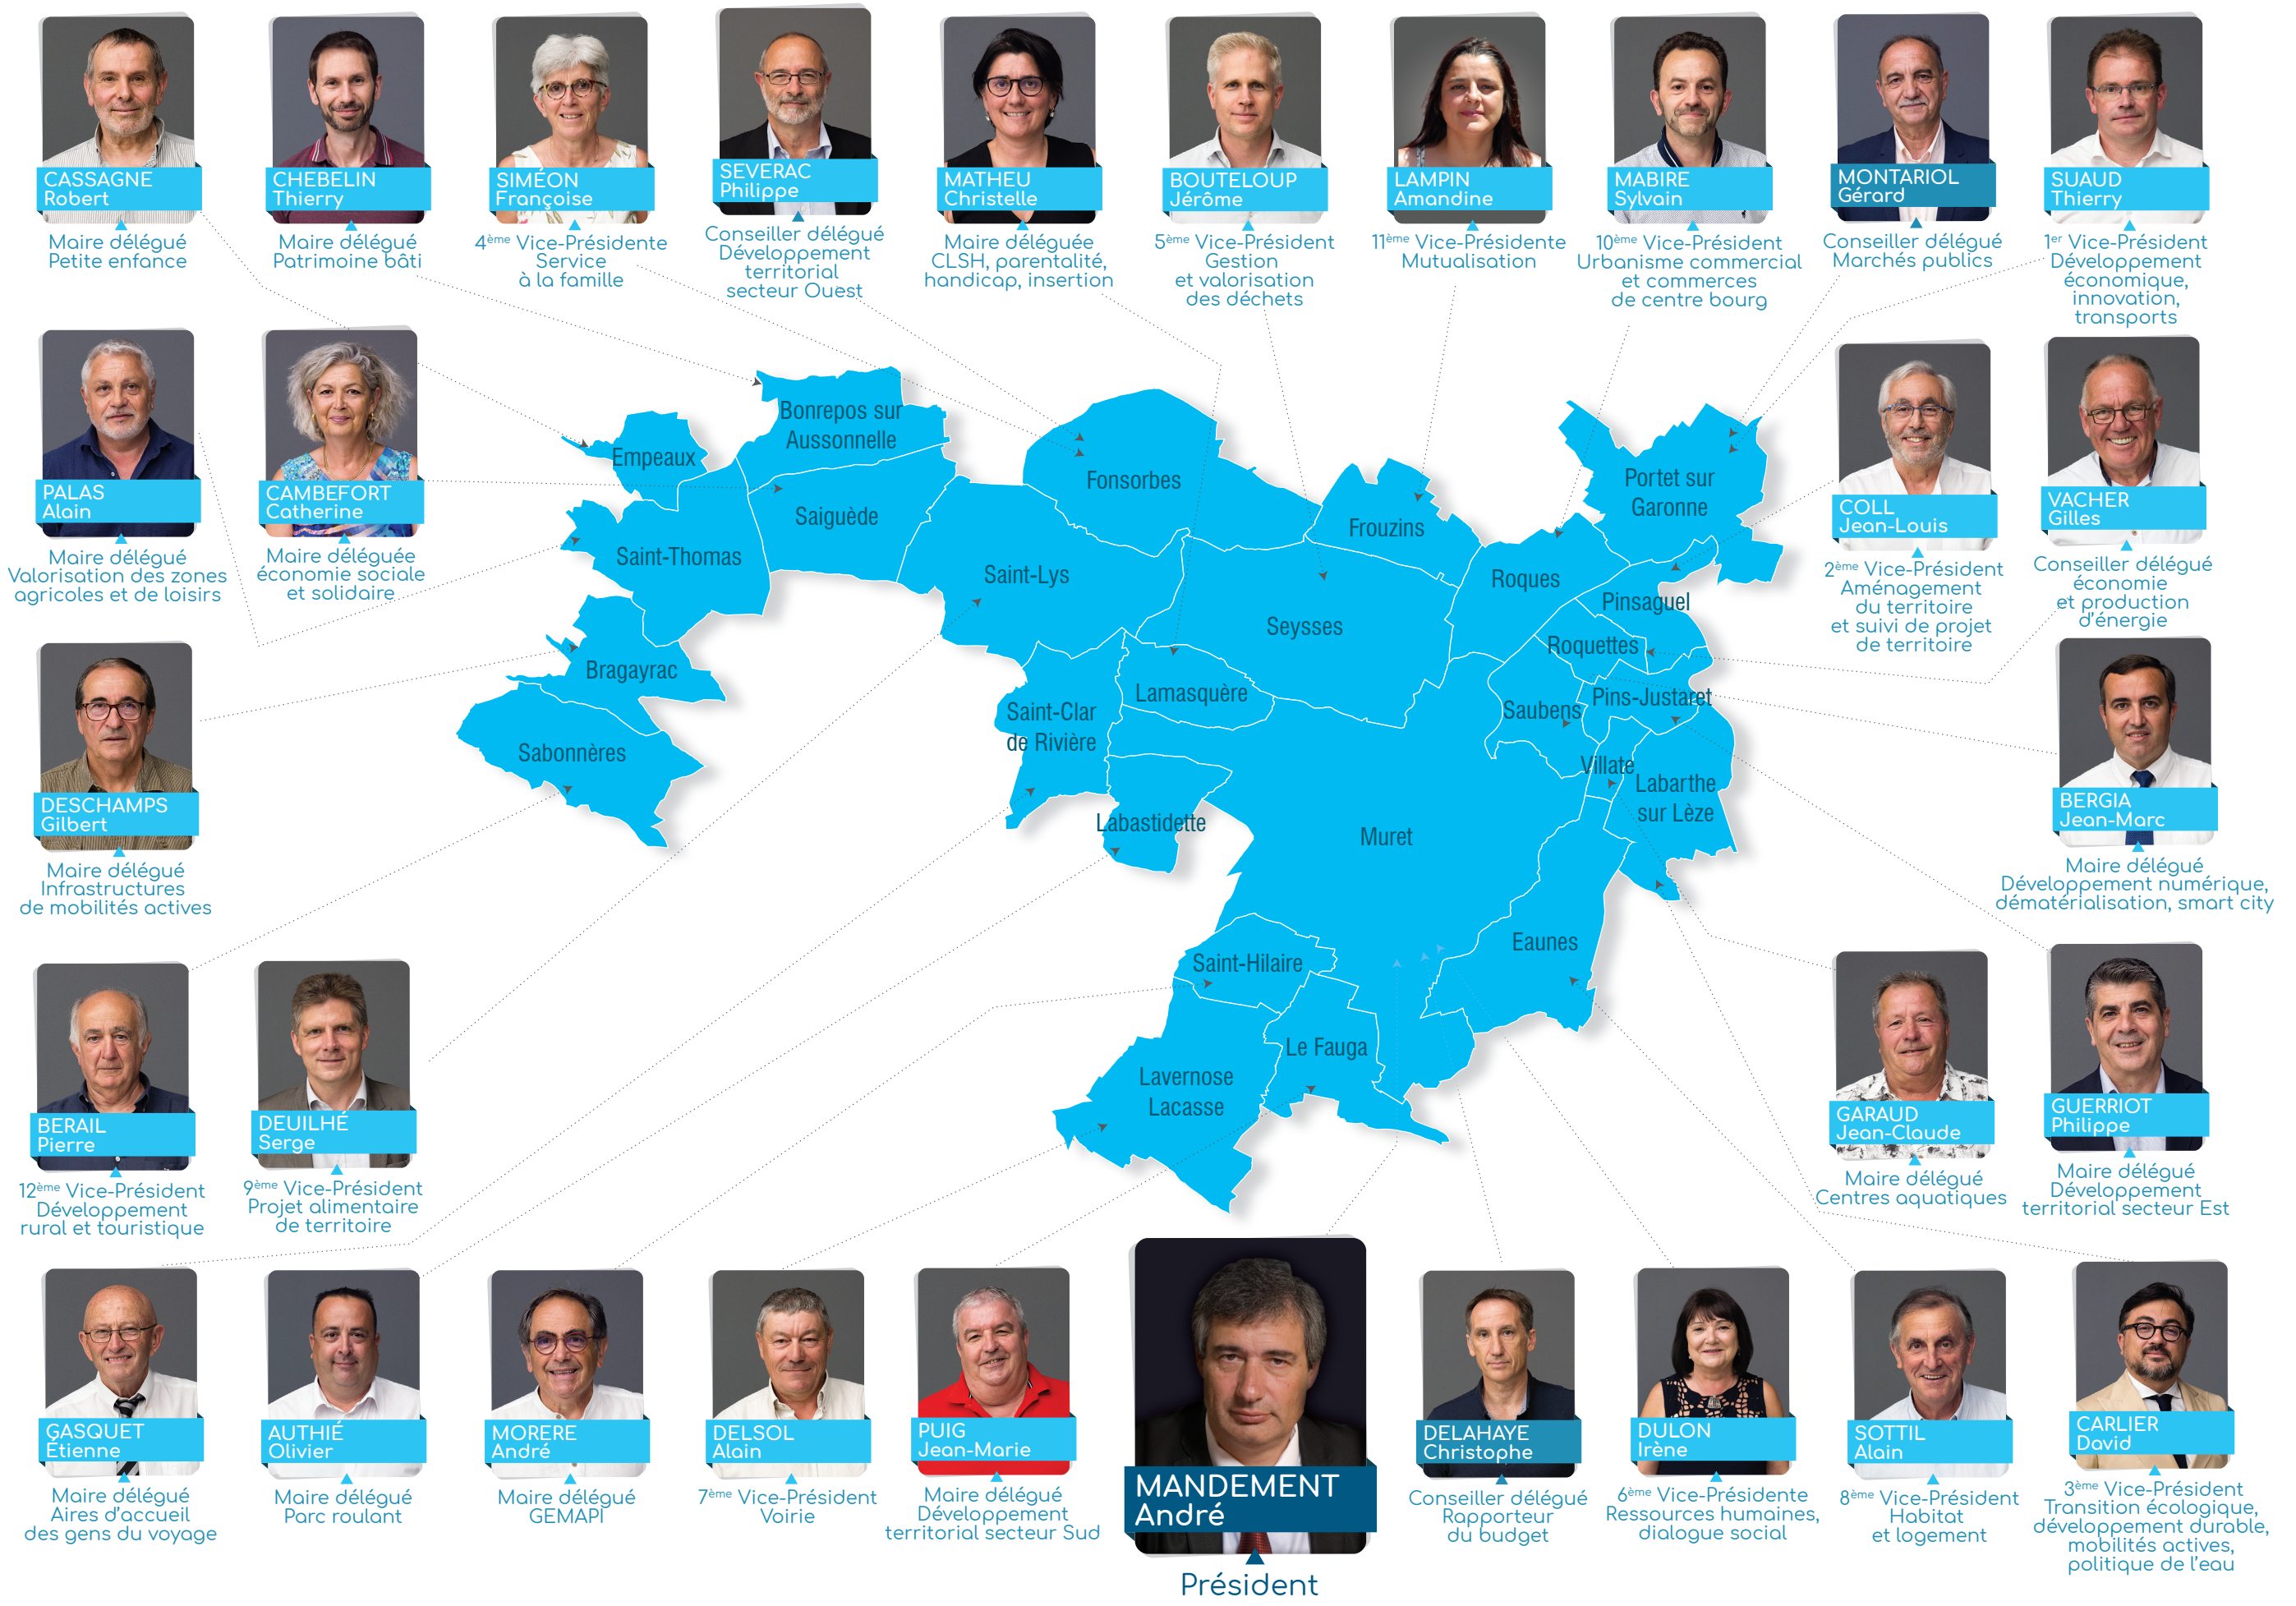 CASSAGNE
Robert
Maire délégué
Petite enfance
CHEBELIN
Thierry
Maire délégué
Patrimoine bâti
SIMÉON
Françoise
4ème Vice-Présidente
Service
à la famille
SEVERAC
Philippe
Conseiller délégué
Développement
territorial
secteur Ouest
MATHEU
Christelle
Maire déléguée
CLSH, parentalité,
handicap, insertion
BOUTELOUP
Jérôme
5ème Vice-Président
Gestion
et valorisation
des déchets
LAMPIN
Amandine
11ème Vice-Présidente
Mutualisation
MABIRE
Sylvain
10ème Vice-Président
Urbanisme commercial
et commerces
de centre bourg
MONTARIOL
Gérard
Conseiller délégué
Marchés publics
SUAUD
Thierry
1er Vice-Président
Développement
économique,
innovation,
transports
PALAS
Alain
Maire délégué
Valorisation des zones
agricoles et de loisirs
CAMBEFORT
Catherine
Maire déléguée
économie sociale
et solidaire
COLL
Jean-Louis
2ème Vice-Président
Aménagement
du territoire
et suivi de projet
de territoire
VACHER
Gilles
Conseiller délégué
économie
et production
d'énergie
Bonrepos sur
Aussonnelle
Empeaux
Saiguède
Saint-Thomas
Fonsorbes
Saint-Lys
Frouzins
Seysses
Portet sur
Garonne
Roques
Pinsaguel
Roquettes
Bragayrac
Sabonnères
Saint-Clar
de Rivière
Lamasquère
Labastidette
Saubens
Pins-Justaret
Villate
Labarthe
sur Lèze
Muret
Eaunes
Saint-Hilaire
Le Fauga
Lavernose
Lacasse
DESCHAMPS
Gilbert
Maire délégué
Infrastructures
de mobilités actives
BERGIA
Jean-Marc
Maire délégué
Développement numérique,
dématérialisation, smart city
BERAIL
Pierre
12ème Vice-Président
Développement
rural et touristique
DEUILHÉ
Serge
9ème Vice-Président
Projet alimentaire
de territoire
GARAUD
Jean-Claude
Maire délégué
Centres aquatiques
GUERRIOT
Philippe
Maire délégué
Développement
territorial secteur Est
GASQUET
Étienne
Maire délégué
Aires d'accueil
des gens du voyage
AUTHIÉ
Olivier
Maire délégué
Parc roulant
MORERE
André
Maire délégué
GEMAPI
DELSOL
Alain
7ème Vice-Président
Voirie
PUIG
Jean-Marie
Maire délégué
Développement
territorial secteur Sud
MANDEMENT
André
Président
DELAHAYE
Christophe
Conseiller délégué
Rapporteur
du budget
DULON
Irène
6ème Vice-Présidente
Ressources humaines,
dialogue social
SOTTIL
Alain
8ème Vice-Président
Habitat
et logement
CARLIER
David
3ème Vice-Président
Transition écologique,
développement durable,
mobilités actives,
politique de l'eau